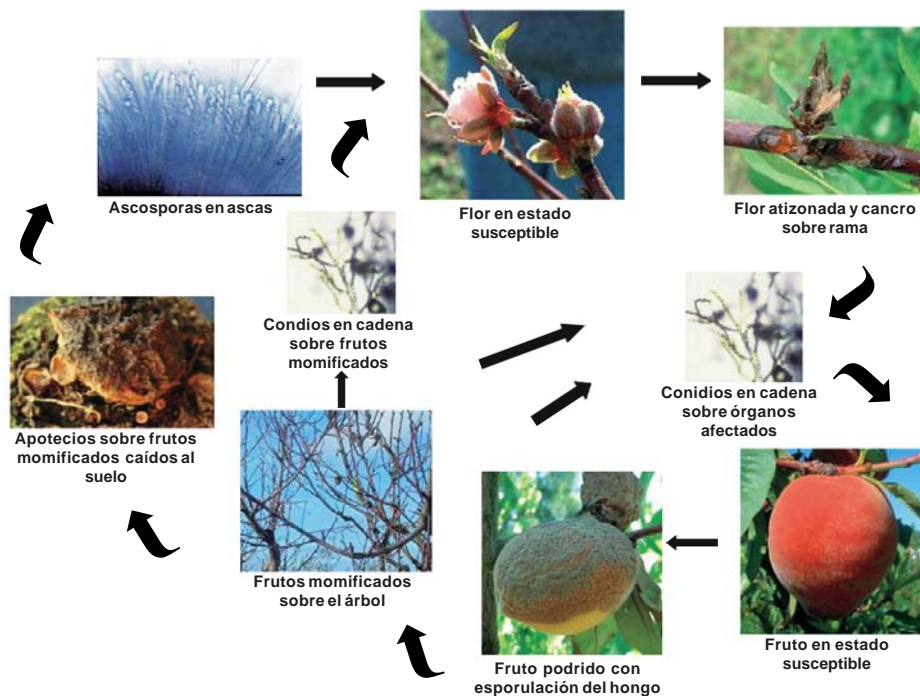 Ascosporas en ascas
Flor en estado
susceptible
Flor atizonada y cancro
sobre rama
Condios en cadena
sobre frutos
momificados
Conidios en cadena
sobre órganos
afectados
Apotecios sobre frutos
momificados caídos al
suelo
Frutos momificados
sobre el árbol
Fruto podrido con
esporulación del hongo
Fruto en estado
susceptible